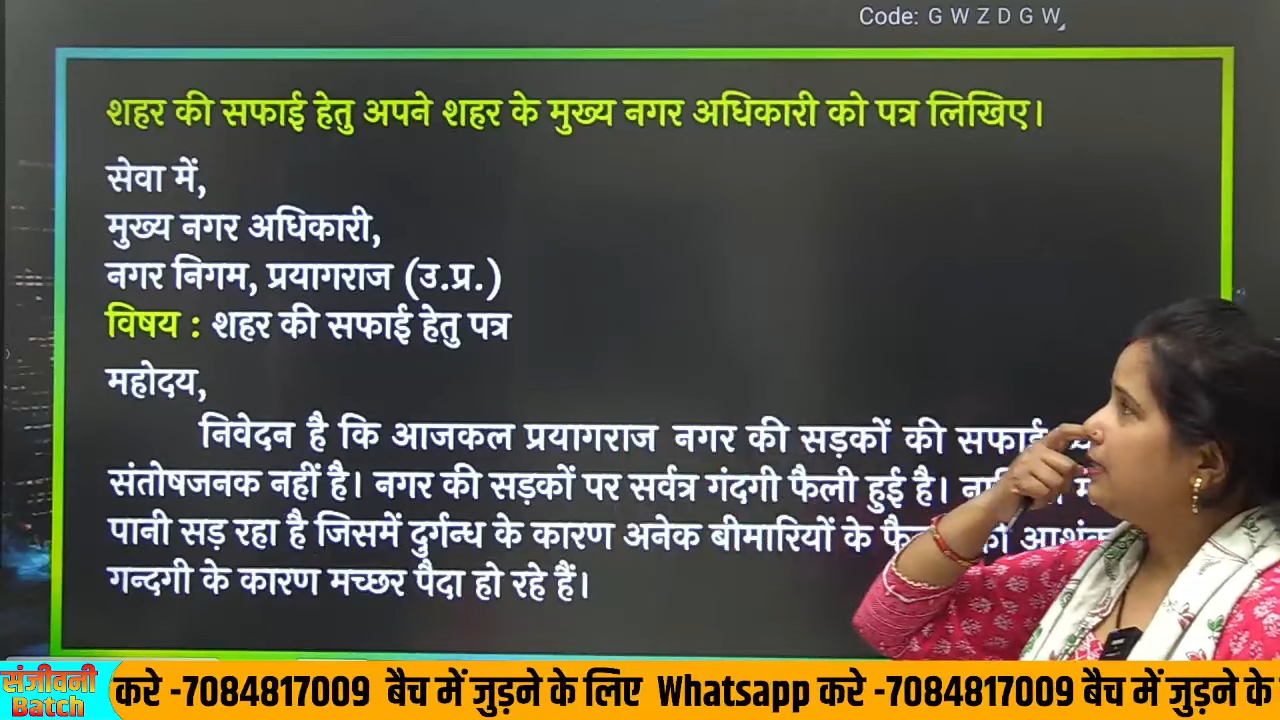 Code: G W Z D G W
शहर की सफाई हेतु अपने शहर के मुख्य नगर अधिकारी को पत्र लिखिए।
सेवा में,
मुख्य नगर अधिकारी,
नगर निगम, प्रयागराज (उ.प्र.)
विषय : शहर की सफाई हेतु पत्र
महोदय,
निवेदन है कि आजकल प्रयागराज नगर की सड़कों की सफाई
संतोषजनक नहीं है। नगर की सड़कों पर सर्वत्र गंदगी फैली हुई है।
पानी सड़ रहा है जिसमें दुर्गन्ध के कारण अनेक बीमारियों के
गन्दगी के कारण मच्छर पैदा हो रहे हैं।
संजीवनी
Batch
करे -7084817009 बैच में जुड़ने के लिए Whatsapp करे -7084817009 बैच में जुड़ने के